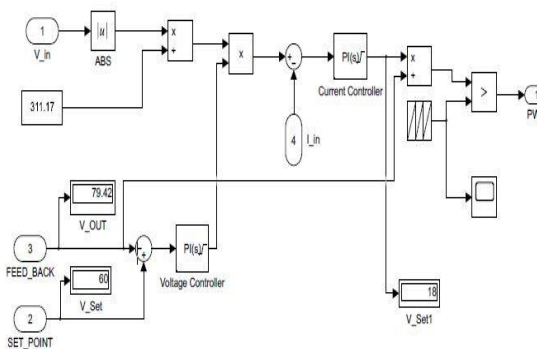 1
V_in
|u|
ABS
x
÷
311.17
x
+
−
PI(s)
Current Controller
4
I_in
x
÷
>
1
PW
79.42
V_OUT
3
FEED_BACK
+
PI(s)
Voltage Controller
60
V_Set
2
SET_POINT
18
V_Set1